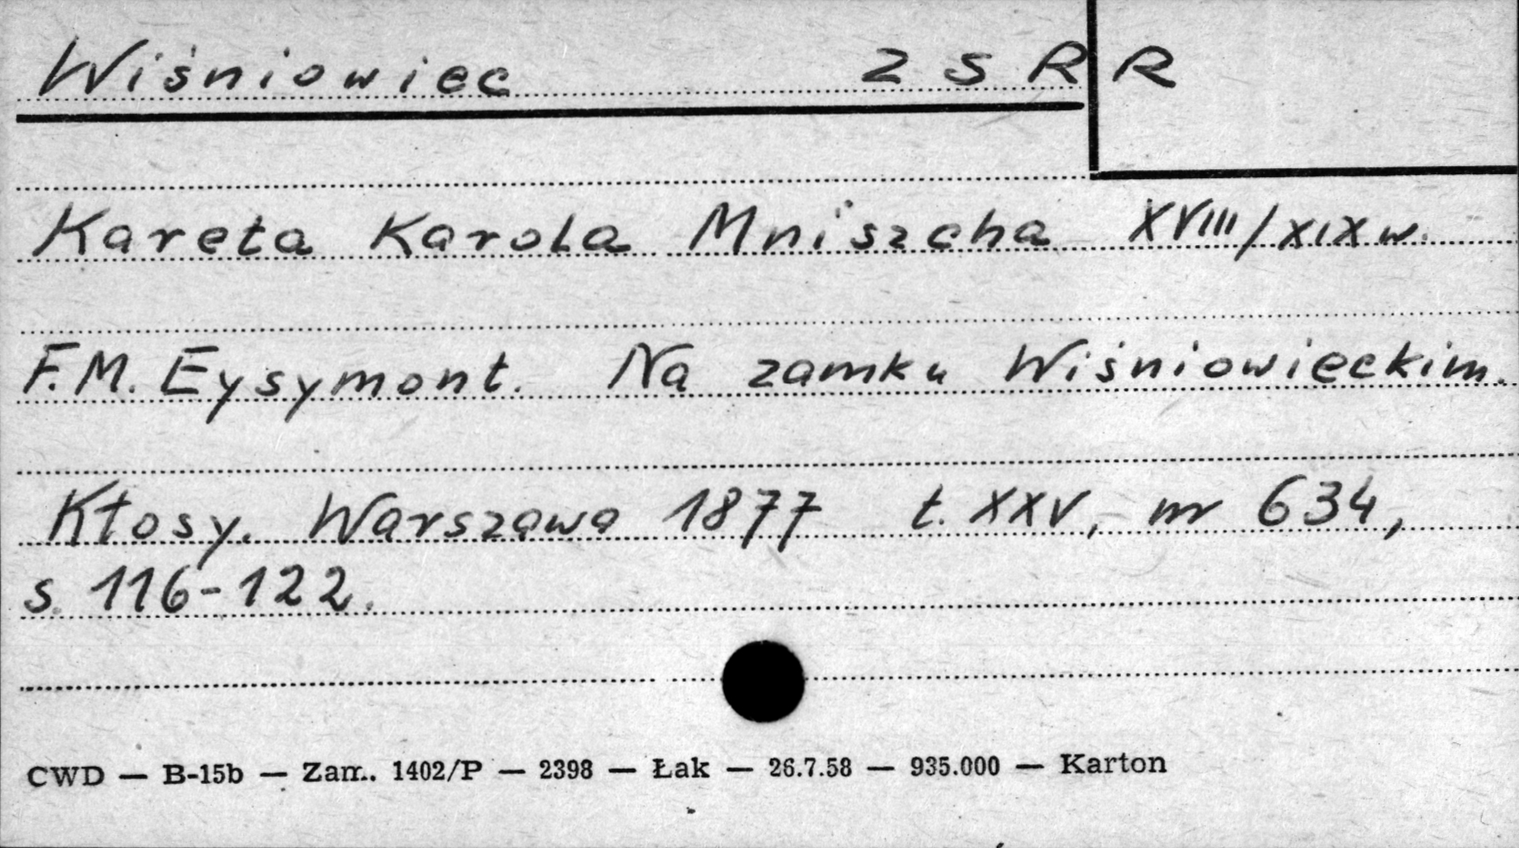 Wiśniowiec ZSRR
Kareta Karola Mniszcha XVIII/XIX w.
F.M. Eysymont. Na zamku Wiśniowieckim.
Kłosy. Warszawa 1877 t. XXV, nr 634,
s. 116-122.
CWD — B-15b — Zam. 1402/P — 2398 — Łak — 26.7.58 — 935.000 — Karton